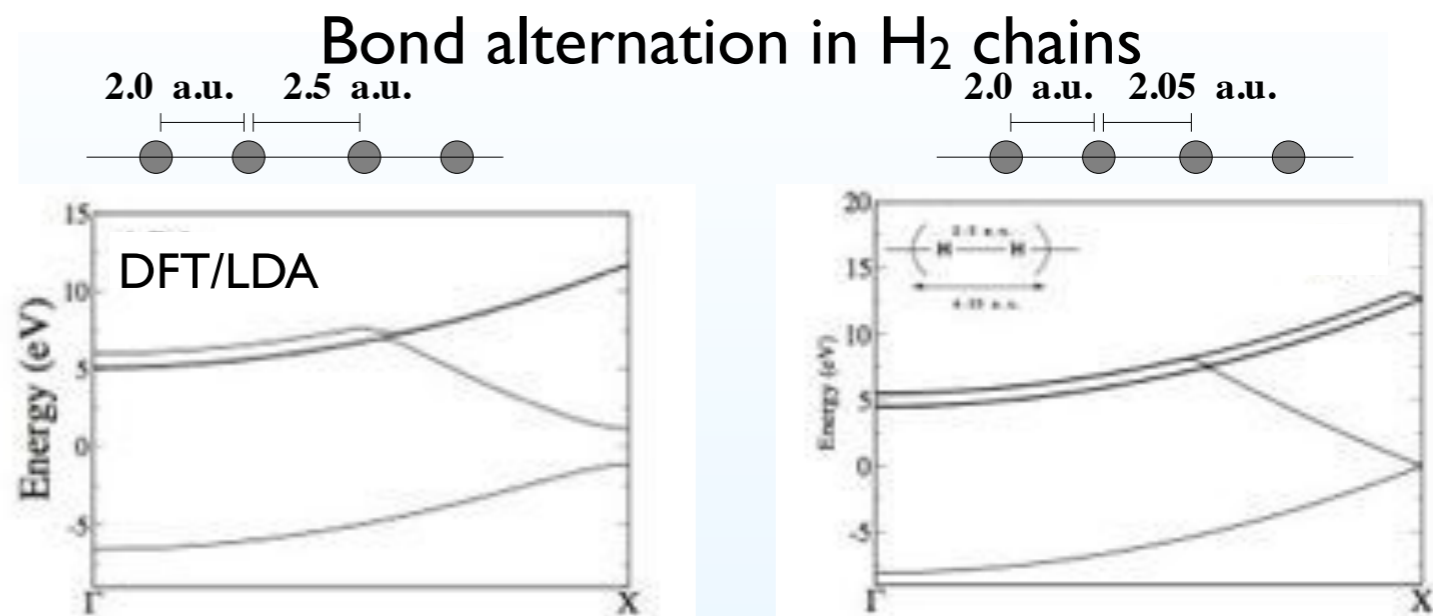 Bond alternation in H₂ chains
2.0 a.u. 2.5 a.u.
2.0 a.u. 2.05 a.u.
DFT/LDA
Energy (eV)
15
10
5
0
-5
Γ X
Energy (eV)
20
15
10
5
0
-5
H H
Γ X